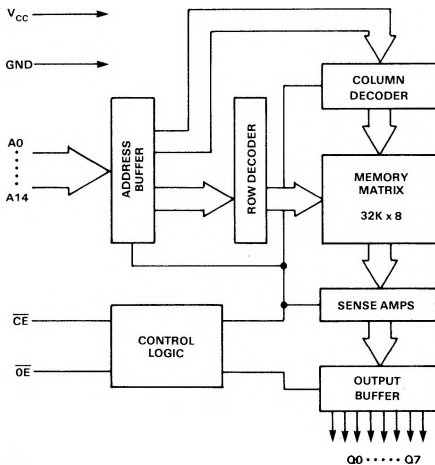 VCC
GND
COLUMN
DECODER
A0
A14
ADDRESS
BUFFER
ROW DECODER
MEMORY
MATRIX
32K x 8
CE
OE
CONTROL
LOGIC
SENSE AMPS
OUTPUT
BUFFER
Q0 ····· Q7